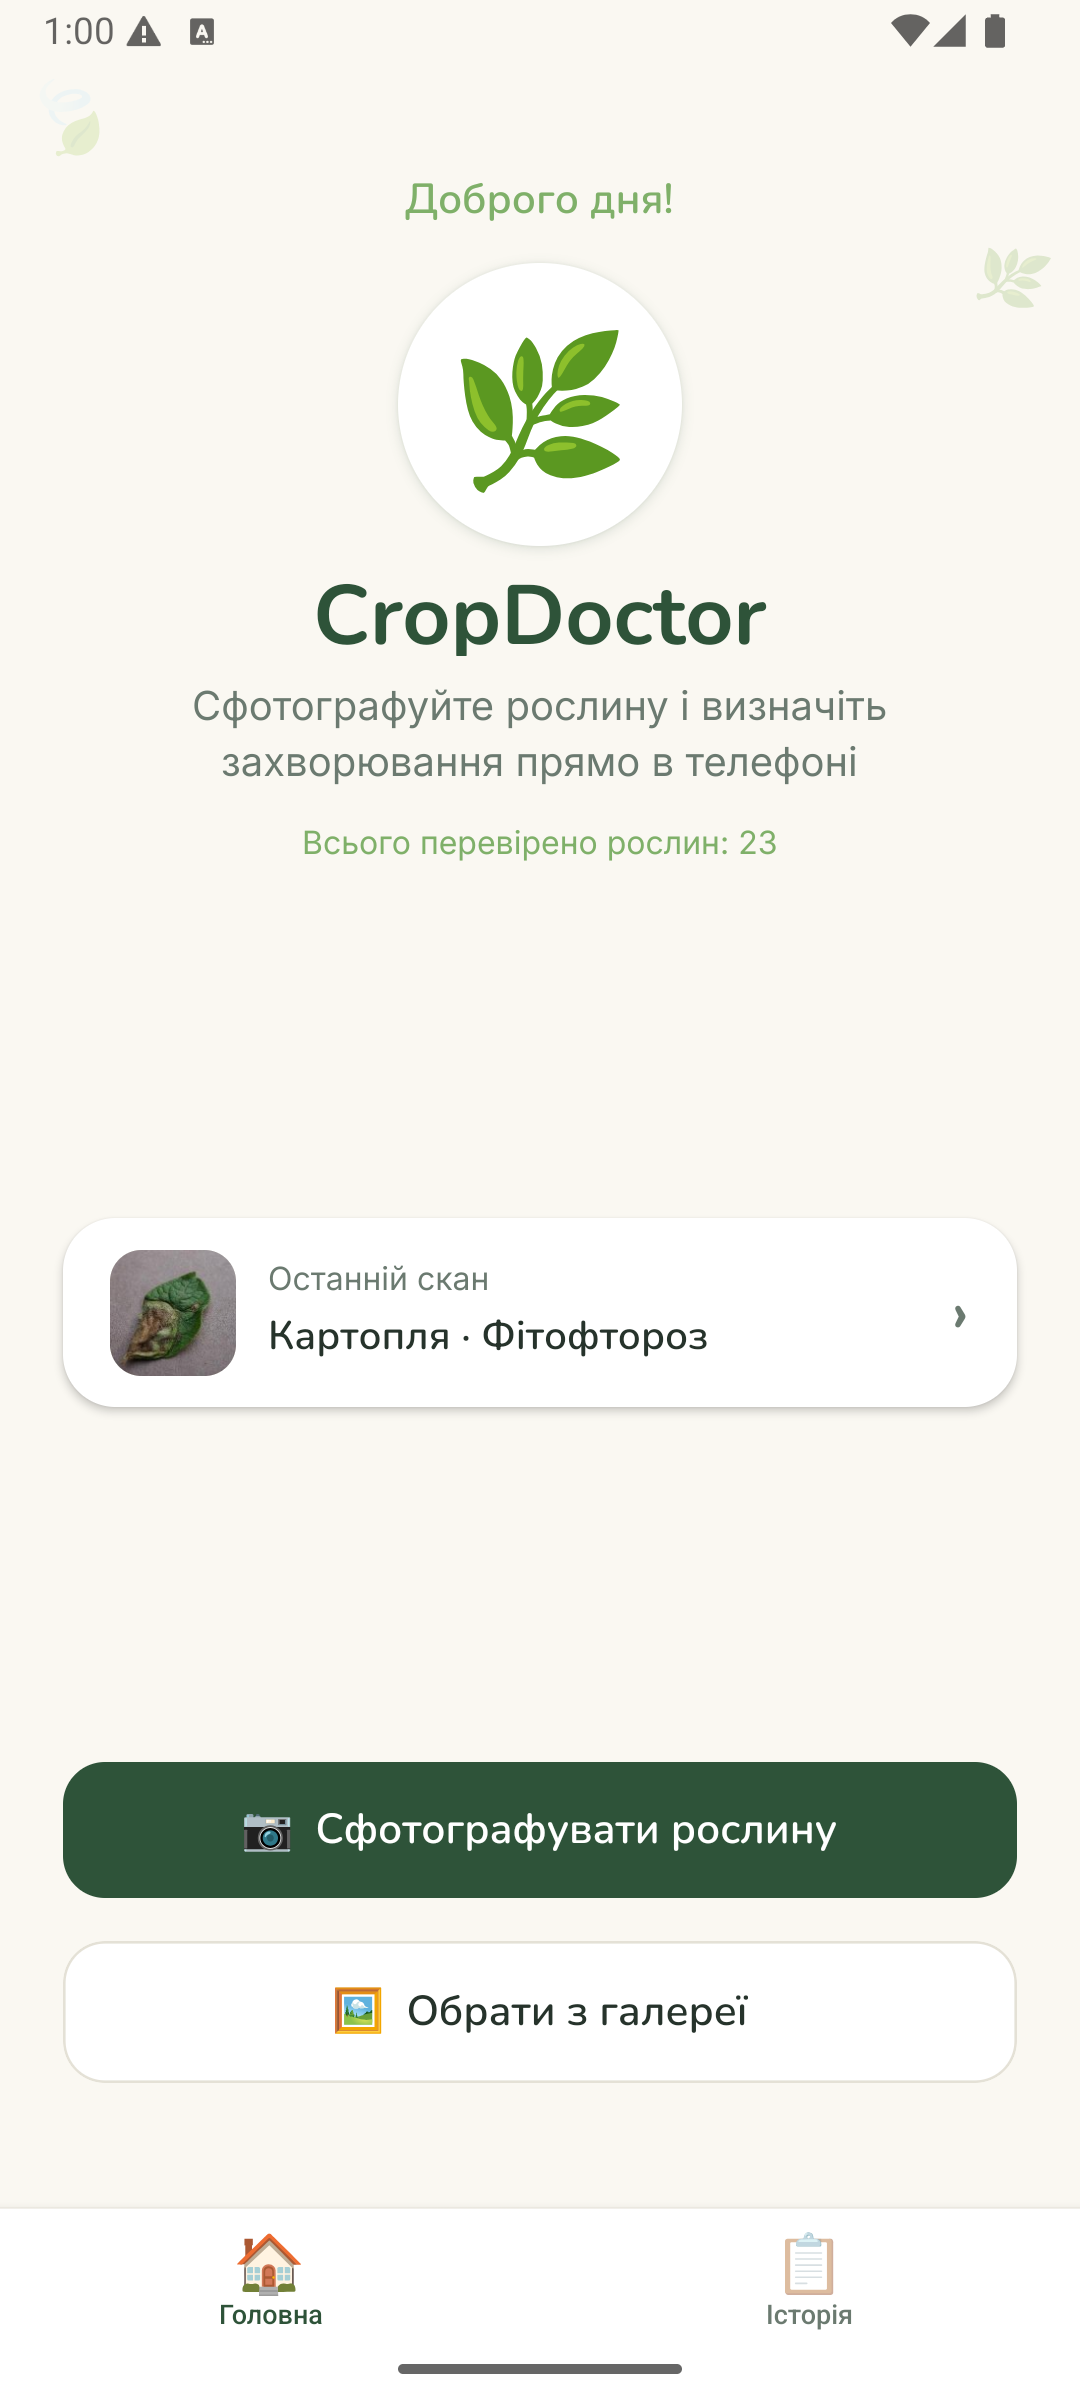 1:00
Доброго дня!
CropDoctor
Сфотографуйте рослину і визначіть
захворювання прямо в телефоні
Всього перевірено рослин: 23
Останній скан
Картопля · Фітофтороз
Сфотографувати рослину
Обрати з галереї
Головна
Історія